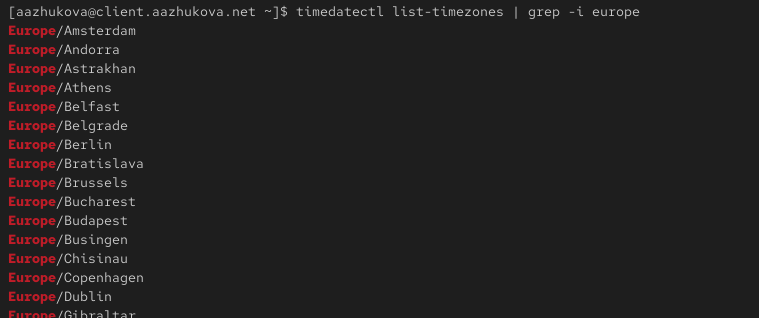 [aazhukova@client.aazhukova.net ~]$ timedatectl list-timezones | grep -i europe
Europe/Amsterdam
Europe/Andorra
Europe/Astrakhan
Europe/Athens
Europe/Belfast
Europe/Belgrade
Europe/Berlin
Europe/Bratislava
Europe/Brussels
Europe/Bucharest
Europe/Budapest
Europe/Busingen
Europe/Chisinau
Europe/Copenhagen
Europe/Dublin
Europe/Gibraltar